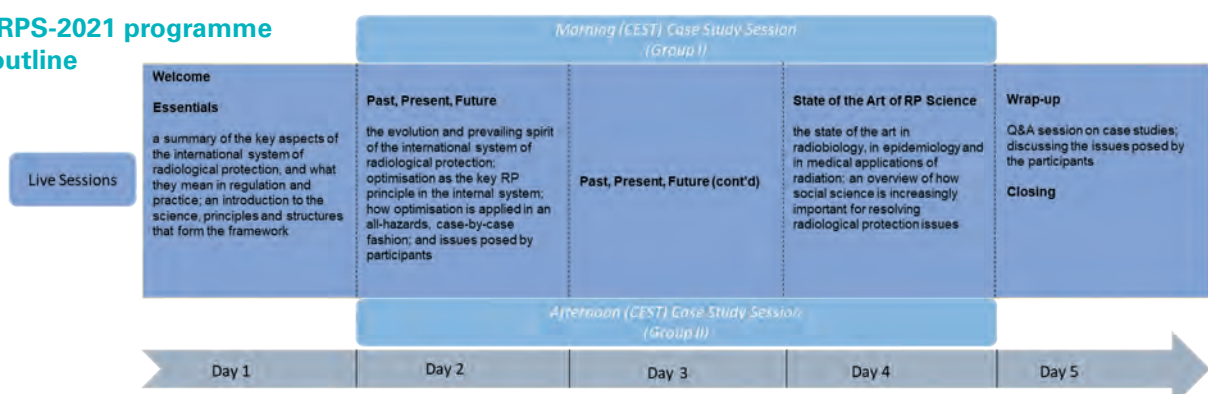 RPS-2021 programme
outline
Morning (CEST) Case Study Session
(Group I)
Live Sessions
Welcome
Essentials
a summary of the key aspects of
the international system of
radiological protection, and what
they mean in regulation and
practice; an introduction to the
science, principles and structures
that form the framework
Past, Present, Future
the evolution and prevailing spirit
of the international system of
radiological protection;
optimisation as the key RP
principle in the internal system;
how optimisation is applied in an
all-hazards, case-by-case
fashion; and issues posed by
participants
Past, Present, Future (cont'd)
State of the Art of RP Science
the state of the art in
radiobiology, in epidemiology and
in medical applications of
radiation; an overview of how
social science is increasingly
important for resolving
radiological protection issues
Wrap-up
Q&A session on case studies;
discussing the issues posed by
the participants
Closing
Afternoon (CEST) Case Study Session
(Group II)
Day 1
Day 2
Day 3
Day 4
Day 5